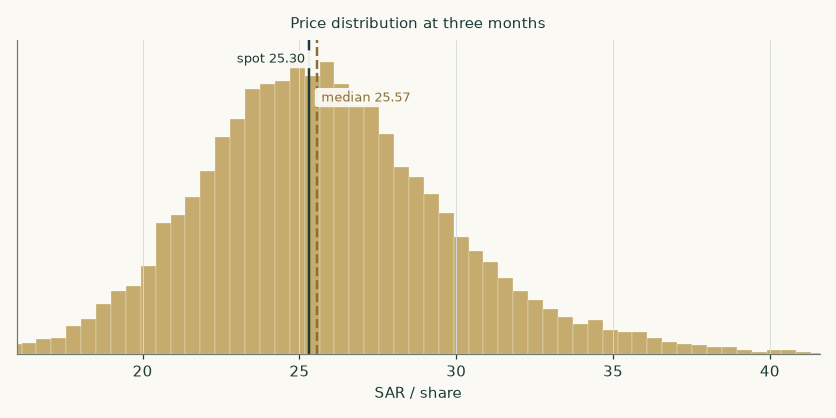 Price distribution at three months
spot 25.30
median 25.57
20 25 30 35 40
SAR / share